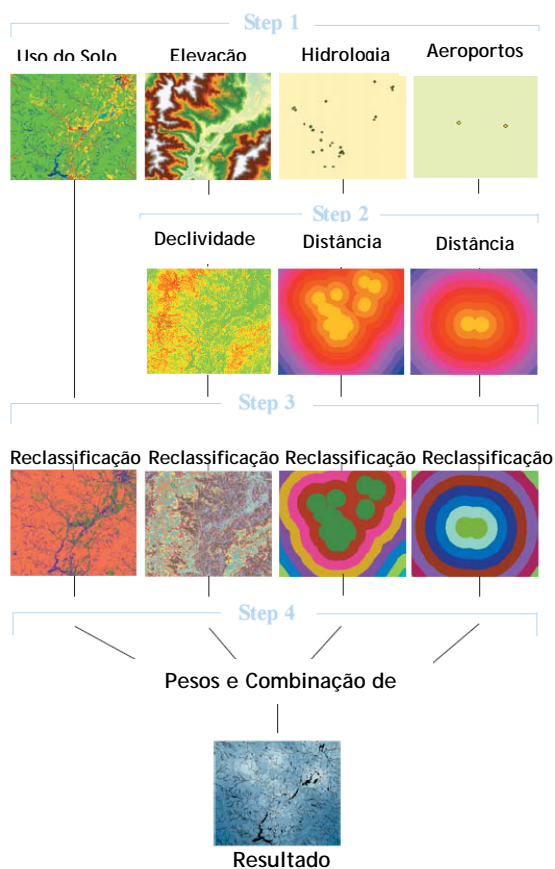 Step 1
Uso do Solo Elevação Hidrologia Aeroportos
Step 2
Declividade Distância Distância
Step 3
Reclassificação Reclassificação Reclassificação Reclassificação
Step 4
Pesos e Combinação de
Resultado